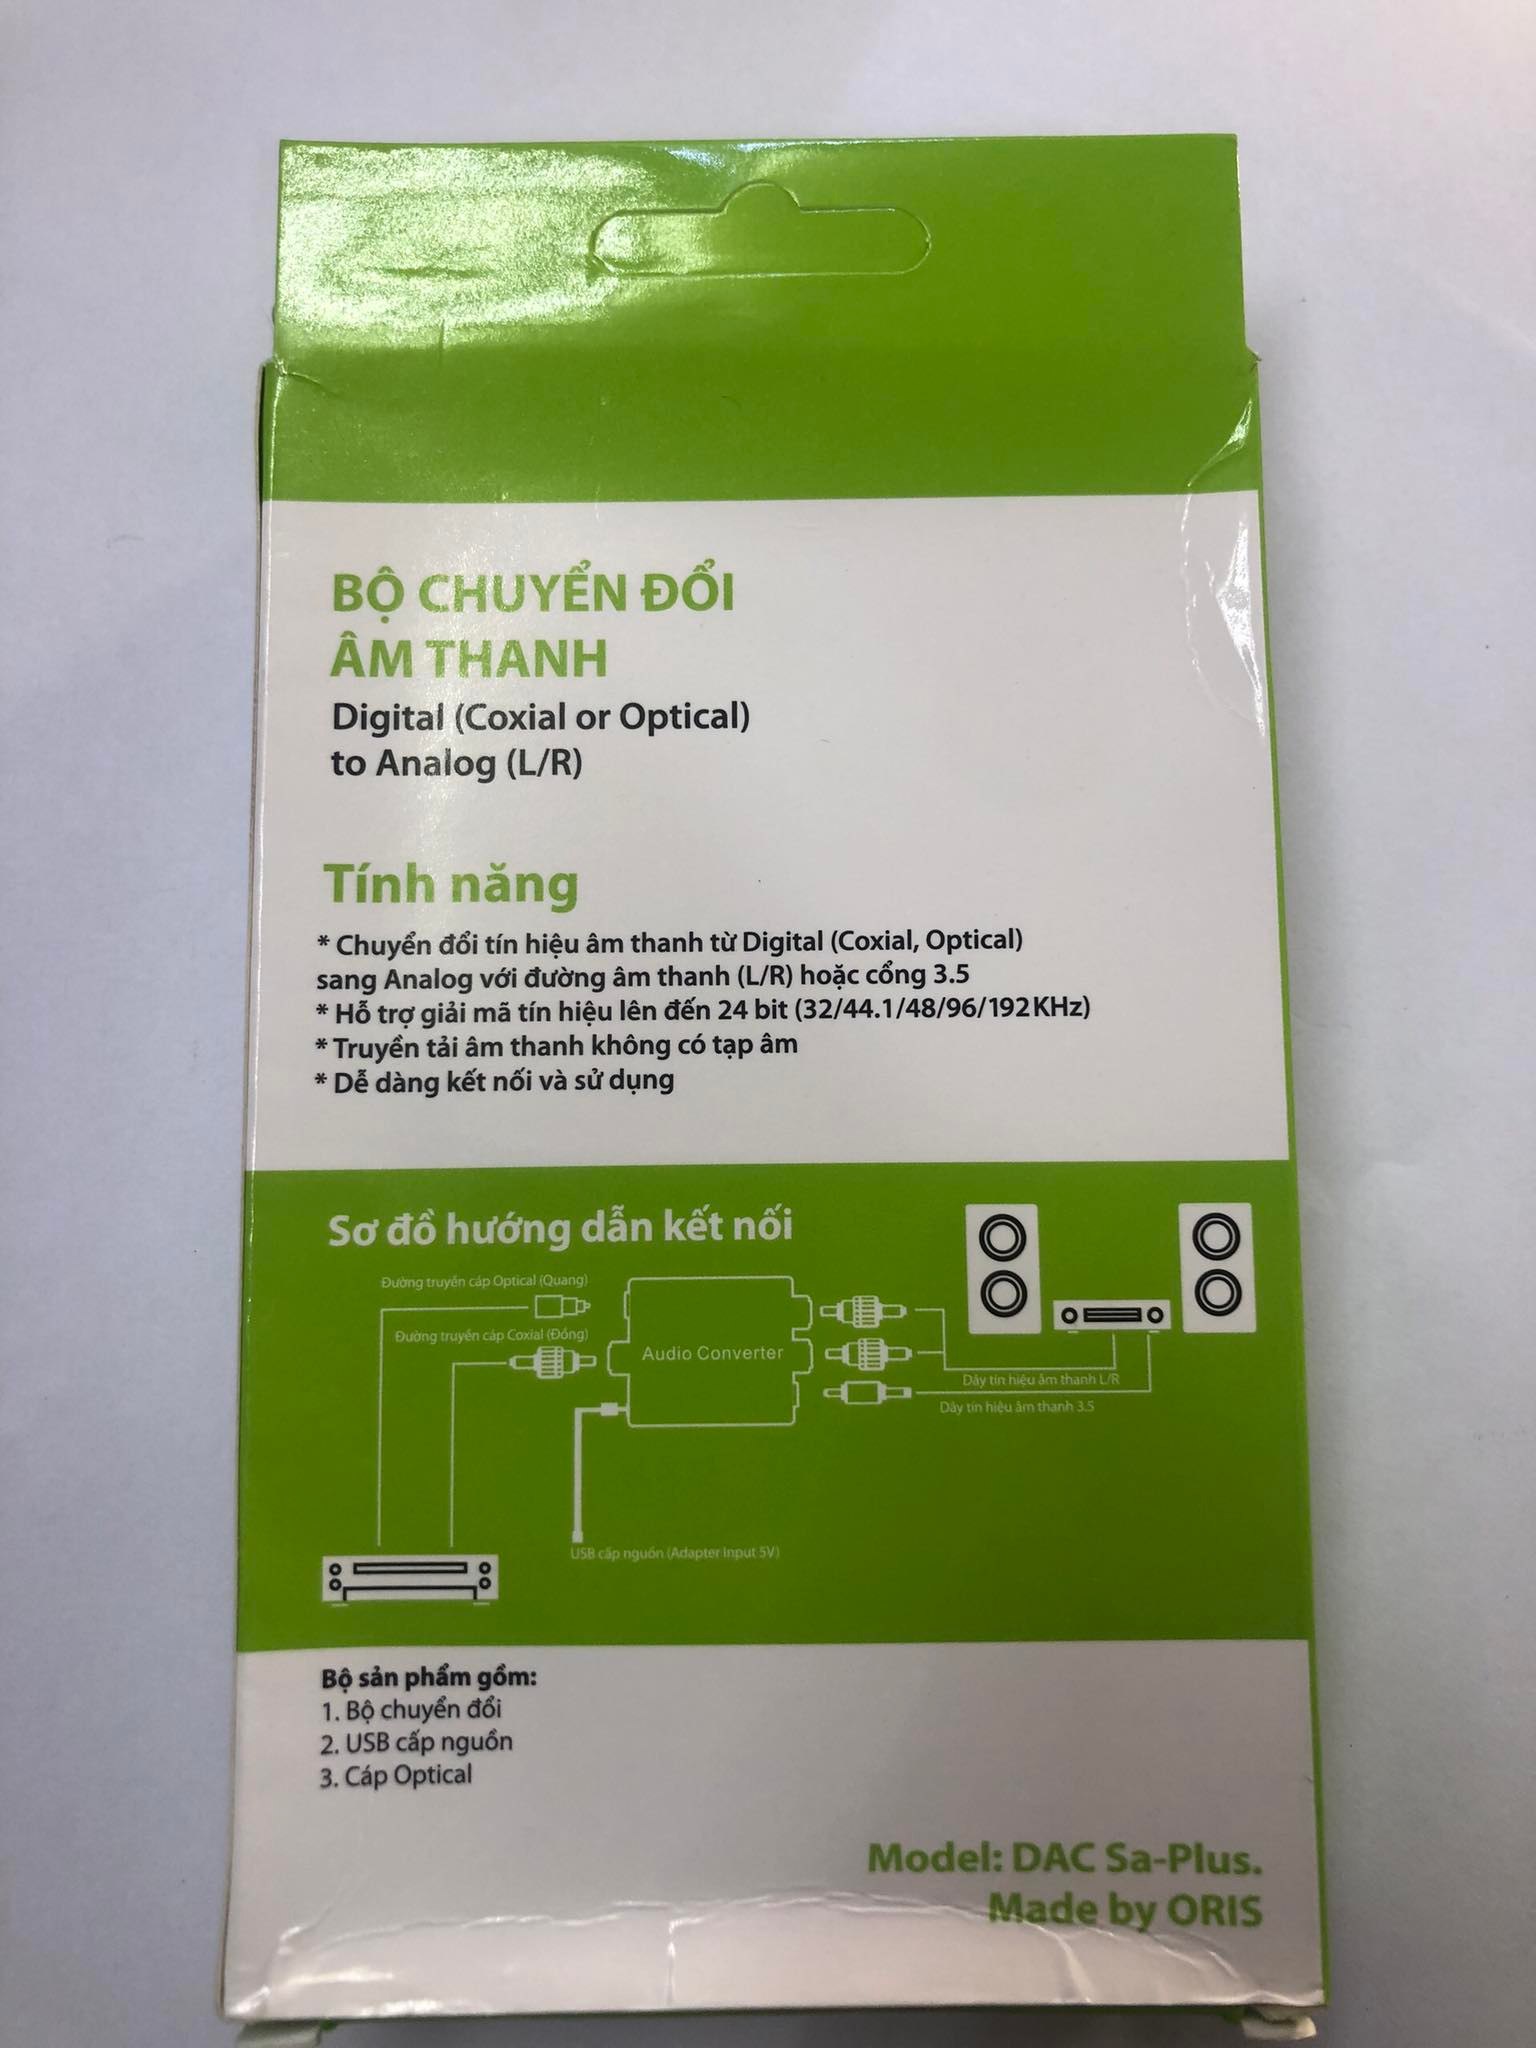 BỘ CHUYỂN ĐỔI
ÂM THANH
Digital (Coxial or Optical)
to Analog (L/R)
Tính năng
* Chuyển đổi tín hiệu âm thanh từ Digital (Coxial, Optical)
sang Analog với đường âm thanh (L/R) hoặc cổng 3.5
* Hỗ trợ giải mã tín hiệu lên đến 24 bit (32/44.1/48/96/192KHz)
* Truyền tải âm thanh không có tạp âm
* Dễ dàng kết nối và sử dụng
Sơ đồ hướng dẫn kết nối
Đường truyền cáp Optical (Quang)
Đường truyền cáp Coxial (Đồng)
Audio Converter
Dây tín hiệu âm thanh L/R
Dây tín hiệu âm thanh 3.5
USB cấp nguồn (Adapter Input 5V)
Bộ sản phẩm gồm:
1. Bộ chuyển đổi
2. USB cấp nguồn
3. Cáp Optical
Model: DAC Sa-Plus.
Made by ORIS